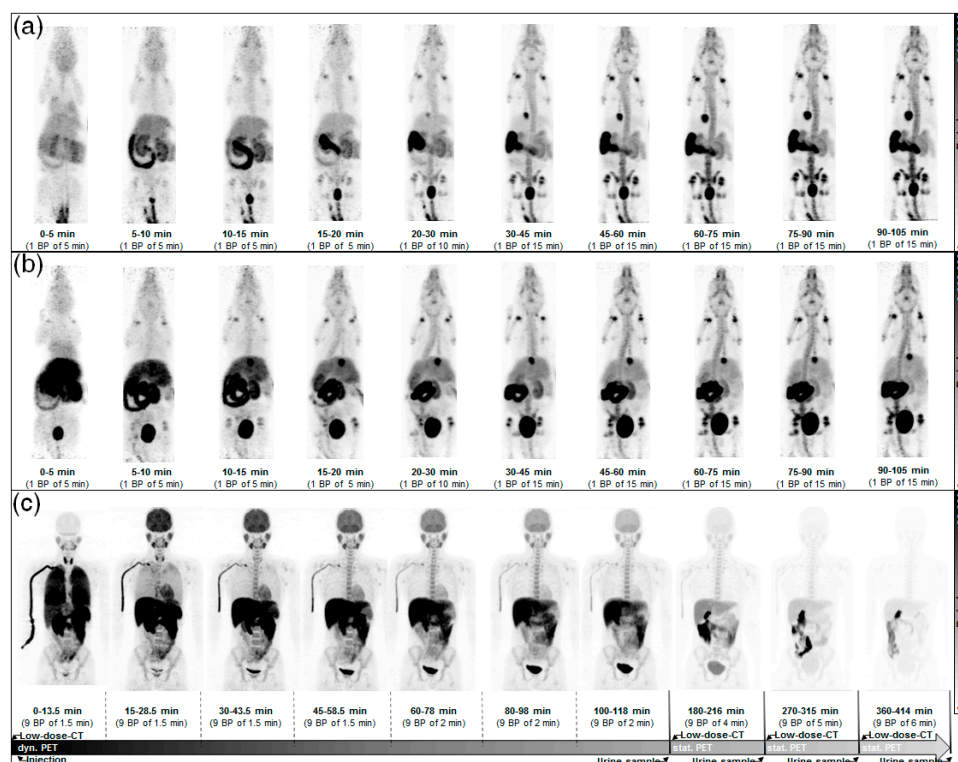 (a)
0-5 min 5-10 min 10-15 min 15-20 min 20-30 min 30-45 min 45-60 min 60-75 min 75-90 min 90-105 min
(1 BP of 5 min) (1 BP of 5 min) (1 BP of 5 min) (1 BP of 5 min) (1 BP of 10 min) (1 BP of 15 min) (1 BP of 15 min) (1 BP of 15 min) (1 BP of 15 min) (1 BP of 15 min)
(b)
0-5 min 5-10 min 10-15 min 15-20 min 20-30 min 30-45 min 45-60 min 60-75 min 75-90 min 90-105 min
(1 BP of 5 min) (1 BP of 5 min) (1 BP of 5 min) (1 BP of 5 min) (1 BP of 10 min) (1 BP of 15 min) (1 BP of 15 min) (1 BP of 15 min) (1 BP of 15 min) (1 BP of 15 min)
(c)
0-13.5 min 15-28.5 min 30-43.5 min 45-58.5 min 60-78 min 80-98 min 100-118 min 180-216 min 270-315 min 360-414 min
(9 BP of 1.5 min) (9 BP of 1.5 min) (9 BP of 1.5 min) (9 BP of 1.5 min) (9 BP of 2 min) (9 BP of 2 min) (9 BP of 2 min) (9 BP of 4 min) (9 BP of 5 min) (9 BP of 6 min)
Low-dose-CT Low-dose-CT Low-dose-CT Low-dose-CT
dyn. PET stat. PET stat. PET stat. PET
Injection Urine sample Urine sample Urine sample Urine sample